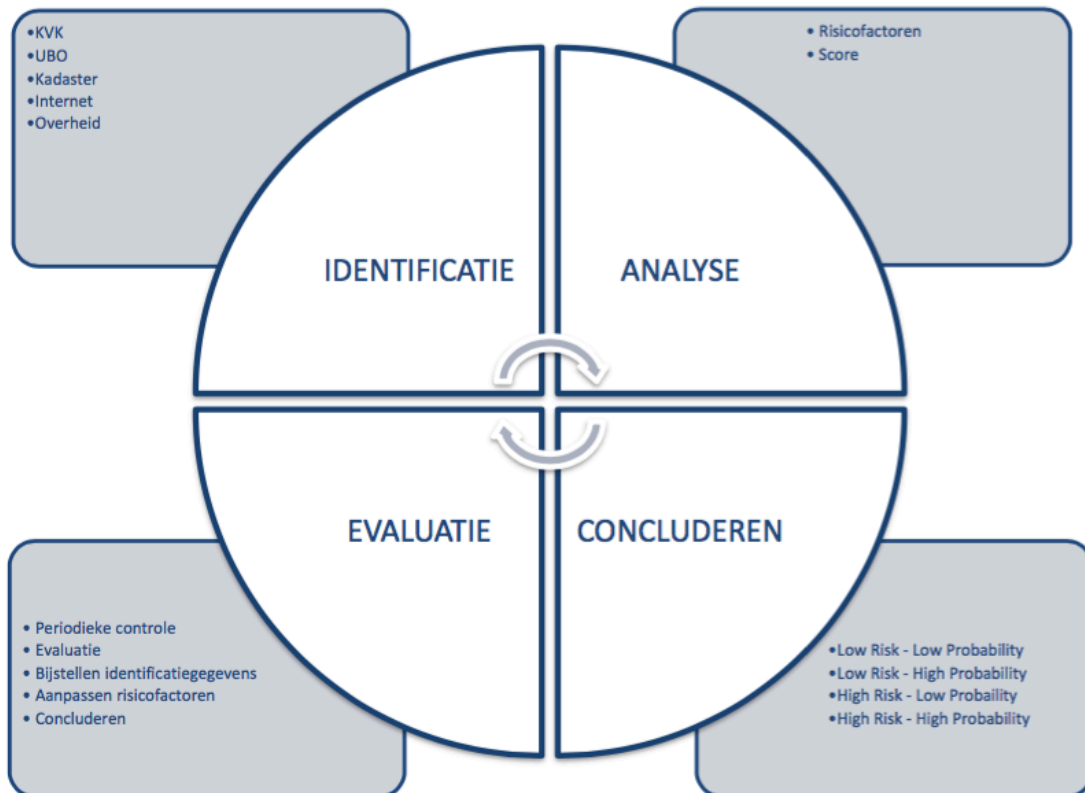 •KVK
•UBO
•Kadaster
•Internet
•Overheid
• Risicofactoren
• Score
IDENTIFICATIE
ANALYSE
EVALUATIE
CONCLUDEREN
• Periodieke controle
• Evaluatie
• Bijstellen identificatiegegevens
• Aanpassen risicofactoren
• Concluderen
•Low Risk - Low Probability
•Low Risk - High Probability
•High Risk - Low Probaility
•High Risk - High Probability